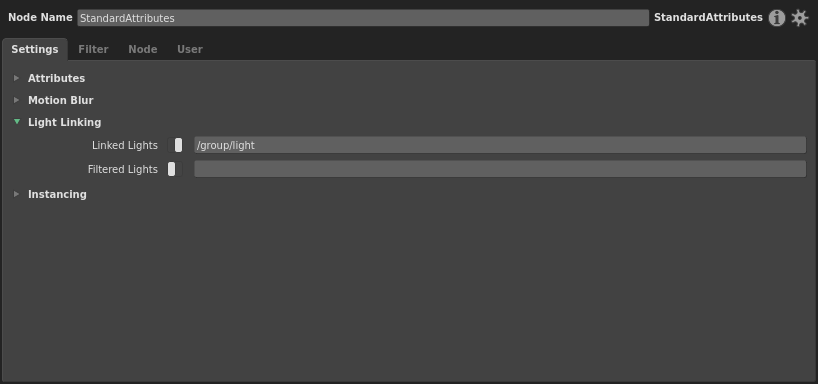 Node Name StandardAttributes StandardAttributes
Settings Filter Node User
Attributes
Motion Blur
Light Linking
Linked Lights /group/light
Filtered Lights
Instancing